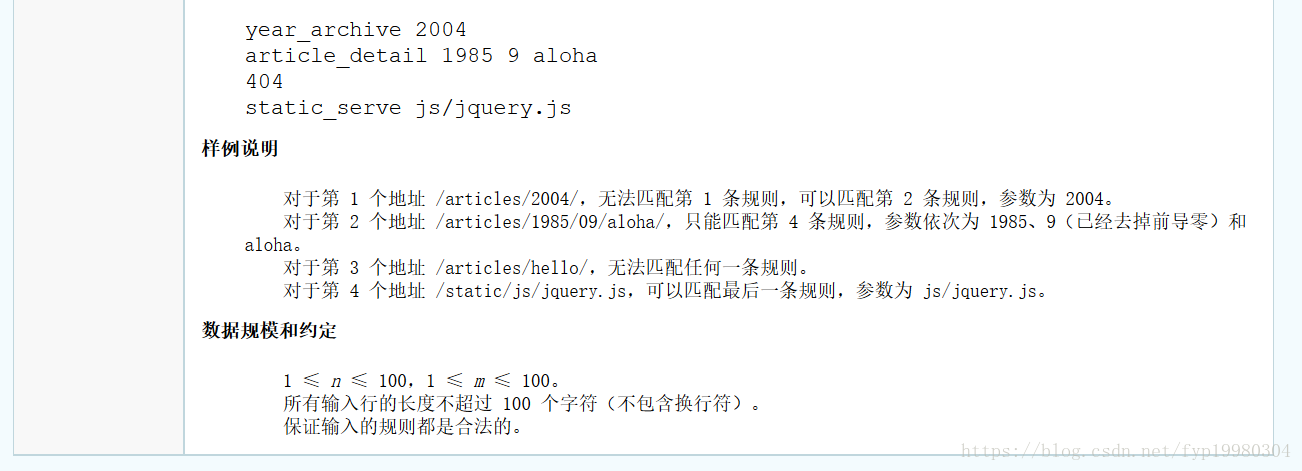 year_archive 2004
article_detail 1985 9 aloha
404
static_serve js/jquery.js
样例说明
对于第 1 个地址 /articles/2004/，无法匹配第 1 条规则，可以匹配第 2 条规则，参数为 2004。
对于第 2 个地址 /articles/1985/09/aloha/，只能匹配第 4 条规则，参数依次为 1985、9（已经去掉前导零）和
aloha。
对于第 3 个地址 /articles/hello/，无法匹配任何一条规则。
对于第 4 个地址 /static/js/jquery.js，可以匹配最后一条规则，参数为 js/jquery.js。
数据规模和约定
1 ≤ n ≤ 100，1 ≤ m ≤ 100。
所有输入行的长度不超过 100 个字符（不包含换行符）。
保证输入的规则都是合法的。
https://blog.csdn.net/fyp19980304